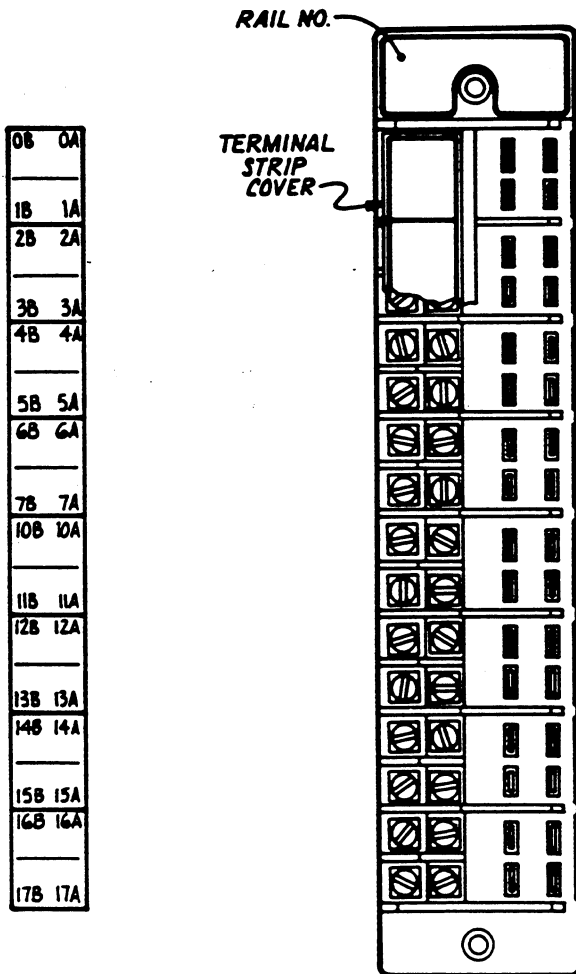 RAIL NO.
TERMINAL
STRIP
COVER
0B 0A
1B 1A
2B 2A
3B 3A
4B 4A
5B 5A
6B 6A
7B 7A
10B 10A
11B 11A
12B 12A
13B 13A
14B 14A
15B 15A
16B 16A
17B 17A